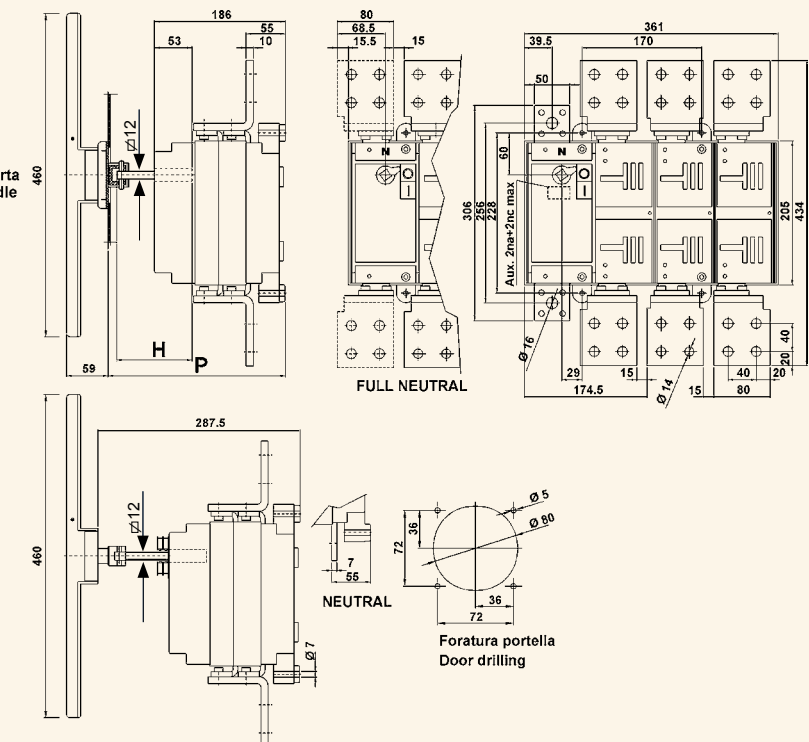 186
55
53
10
12
460
rta
dle
H
P
59
80
68.5
15.5
15
N
FULL NEUTRAL
361
39.5
170
50
60
N
306
256
228
Aux. 2na+2nc max
205
434
Ø 16
29
15
174.5
Ø 14
15
40
20
40
20
80
287.5
12
460
Ø 7
7
55
NEUTRAL
Ø 5
Ø 80
36
72
36
72
Foratura portella
Door drilling